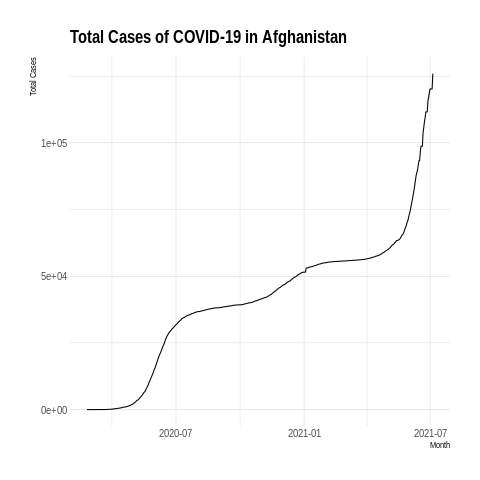 Total Cases of COVID-19 in Afghanistan
Total Cases
1e+05
5e+04
0e+00
2020-07
2021-01
2021-07
Month